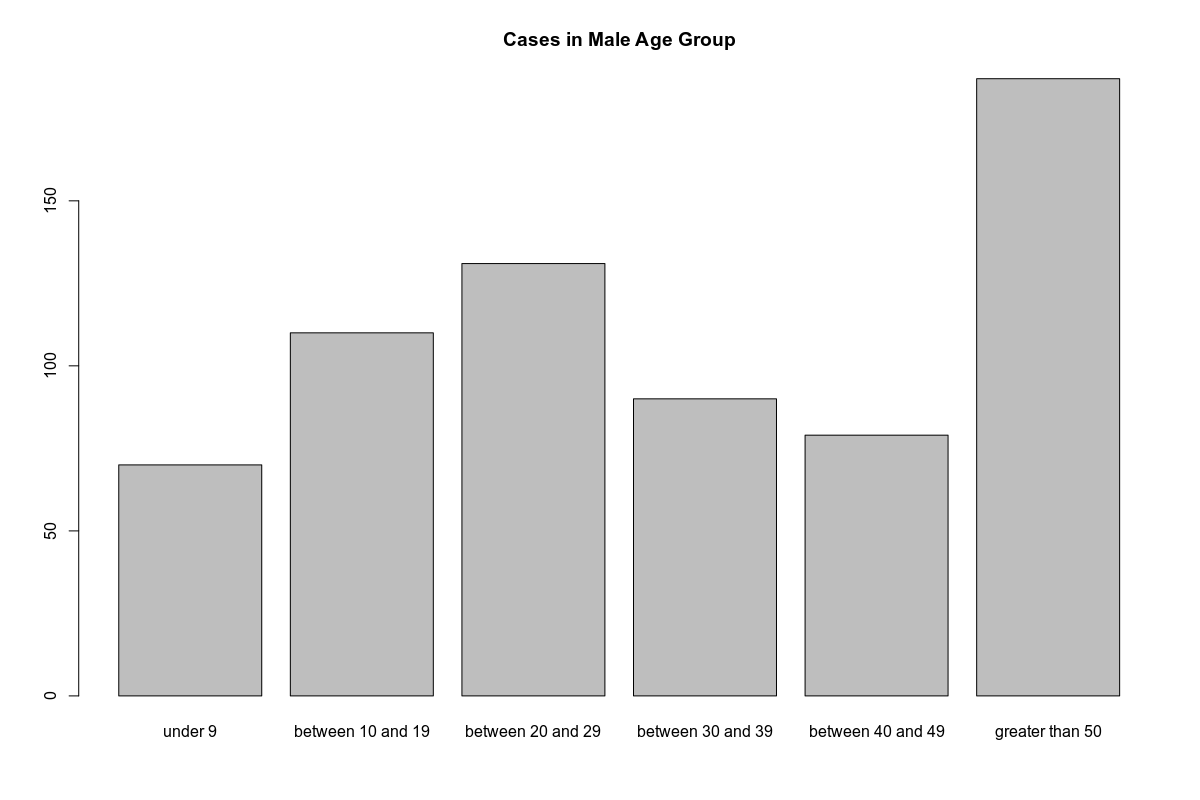 Cases in Male Age Group
150
100
50
0
under 9
between 10 and 19
between 20 and 29
between 30 and 39
between 40 and 49
greater than 50